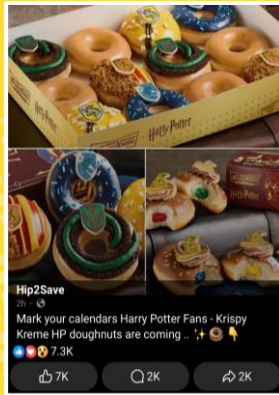 Harry Potter
Hip2Save
2h ·
Mark your calendars Harry Potter Fans - Krispy
Kreme HP doughnuts are coming ..
7.3K
7K
2K
2K